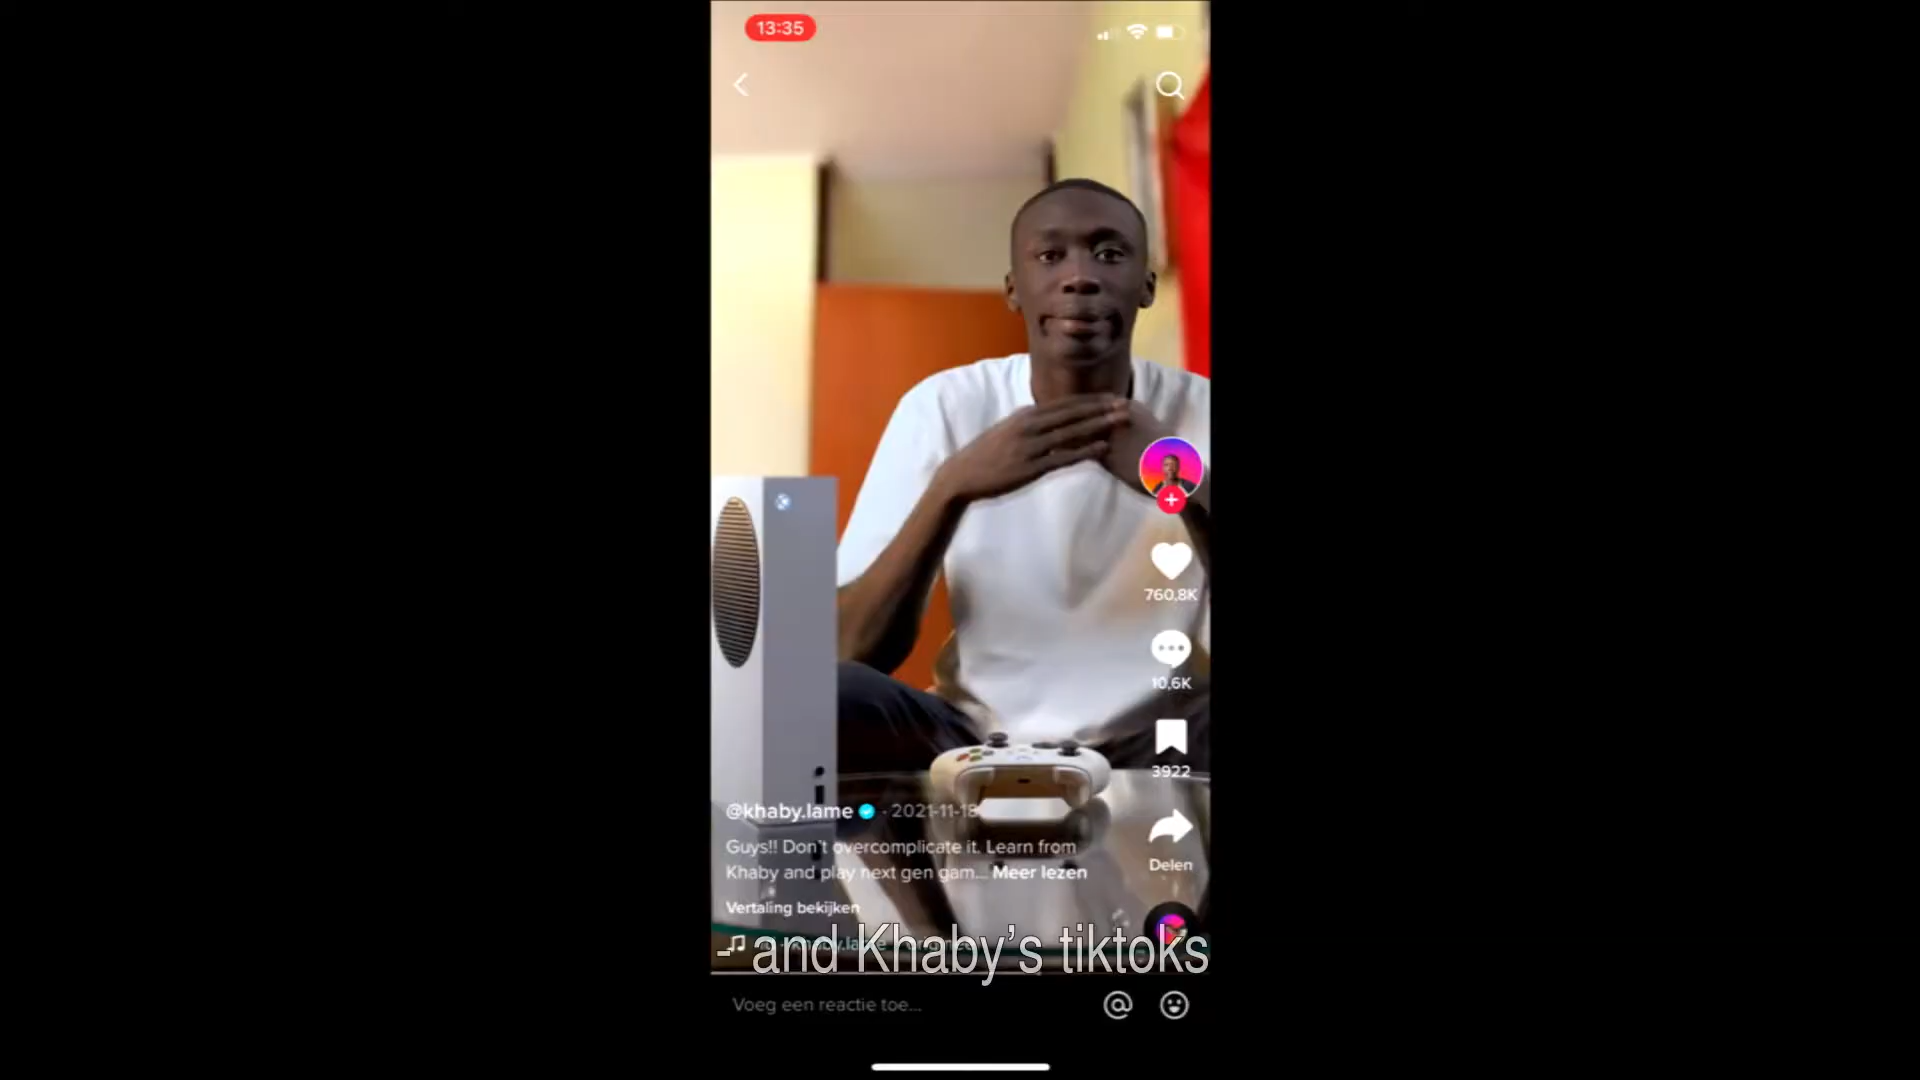 13:35
760,8K
10,6K
3922
@khaby.lame · 2021-11-18
Guys!! Don't overcomplicate it. Learn from
Khaby and play next gen gam... Meer lezen
Delen
Vertaling bekijken
- and Khaby's tiktoks
Voeg een reactie toe...